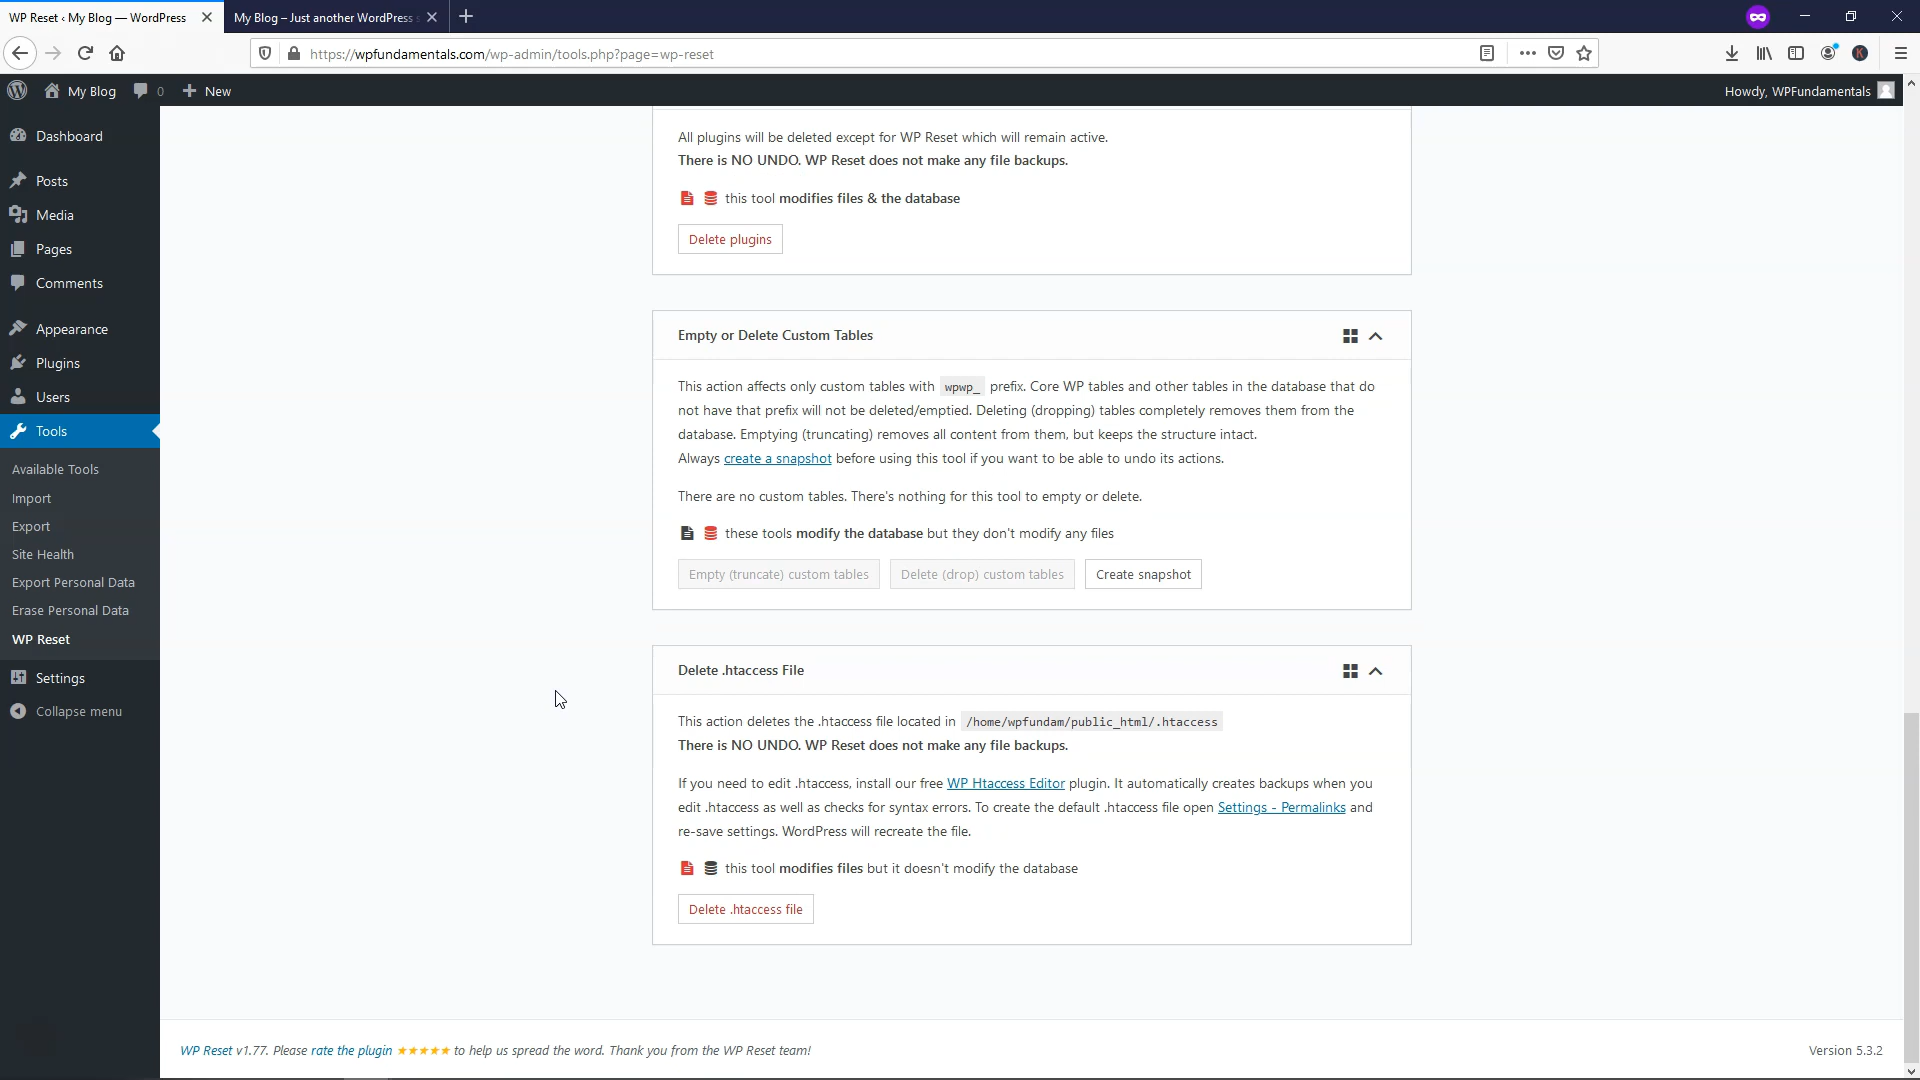 WP Reset ‹ My Blog — WordPress
My Blog – Just another WordPress
https://wpfundamentals.com/wp-admin/tools.php?page=wp-reset
My Blog
0
New
Howdy, WPFundamentals
Dashboard
Posts
Media
Pages
Comments
Appearance
Plugins
Users
Tools
Available Tools
Import
Export
Site Health
Export Personal Data
Erase Personal Data
WP Reset
Settings
Collapse menu
All plugins will be deleted except for WP Reset which will remain active.
There is NO UNDO. WP Reset does not make any file backups.
this tool modifies files & the database
Delete plugins
Empty or Delete Custom Tables
This action affects only custom tables with wpwp_ prefix. Core WP tables and other tables in the database that do
not have that prefix will not be deleted/emptied. Deleting (dropping) tables completely removes them from the
database. Emptying (truncating) removes all content from them, but keeps the structure intact.
Always create a snapshot before using this tool if you want to be able to undo its actions.
There are no custom tables. There's nothing for this tool to empty or delete.
these tools modify the database but they don't modify any files
Empty (truncate) custom tables
Delete (drop) custom tables
Create snapshot
Delete .htaccess File
This action deletes the .htaccess file located in /home/wpfundam/public_html/.htaccess
There is NO UNDO. WP Reset does not make any file backups.
If you need to edit .htaccess, install our free WP Htaccess Editor plugin. It automatically creates backups when you
edit .htaccess as well as checks for syntax errors. To create the default .htaccess file open Settings - Permalinks and
re-save settings. WordPress will recreate the file.
this tool modifies files but it doesn't modify the database
Delete .htaccess file
WP Reset v1.77. Please rate the plugin ★★★★★ to help us spread the word. Thank you from the WP Reset team!
Version 5.3.2